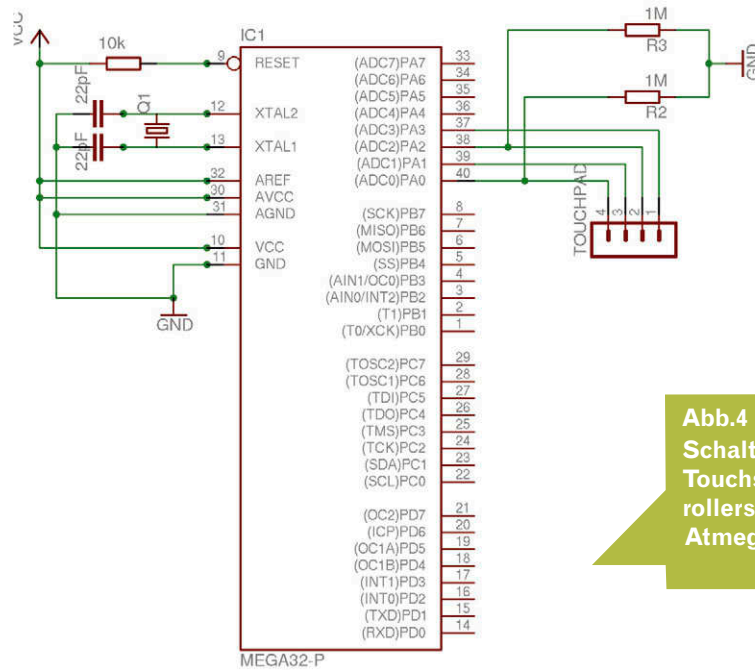 VCC
10k
22pF
22pF
Q1
IC1
9 RESET
12 XTAL2
13 XTAL1
32 AREF
30 AVCC
31 AGND
10 VCC
11 GND
GND
(ADC7)PA7 33
(ADC6)PA6 34
(ADC5)PA5 35
(ADC4)PA4 36
(ADC3)PA3 37
(ADC2)PA2 38
(ADC1)PA1 39
(ADC0)PA0 40
(SCK)PB7 8
(MISO)PB6 7
(MOSI)PB5 6
(SS)PB4 5
(AIN1/OC0)PB3 4
(AIN0/INT2)PB2 3
(T1)PB1 2
(T0/XCK)PB0 1
(TOSC2)PC7 29
(TOSC1)PC6 28
(TDI)PC5 27
(TDO)PC4 26
(TMS)PC3 25
(TCK)PC2 24
(SDA)PC1 23
(SCL)PC0 22
(OC2)PD7 21
(ICP)PD6 20
(OC1A)PD5 19
(OC1B)PD4 18
(INT1)PD3 17
(INT0)PD2 16
(TXD)PD1 15
(RXD)PD0 14
MEGA32-P
1M
R3
1M
R2
GND
TOUCHPAD
4 3 2 1
Abb.4
Schalt
Touchs
rollers
Atmeg